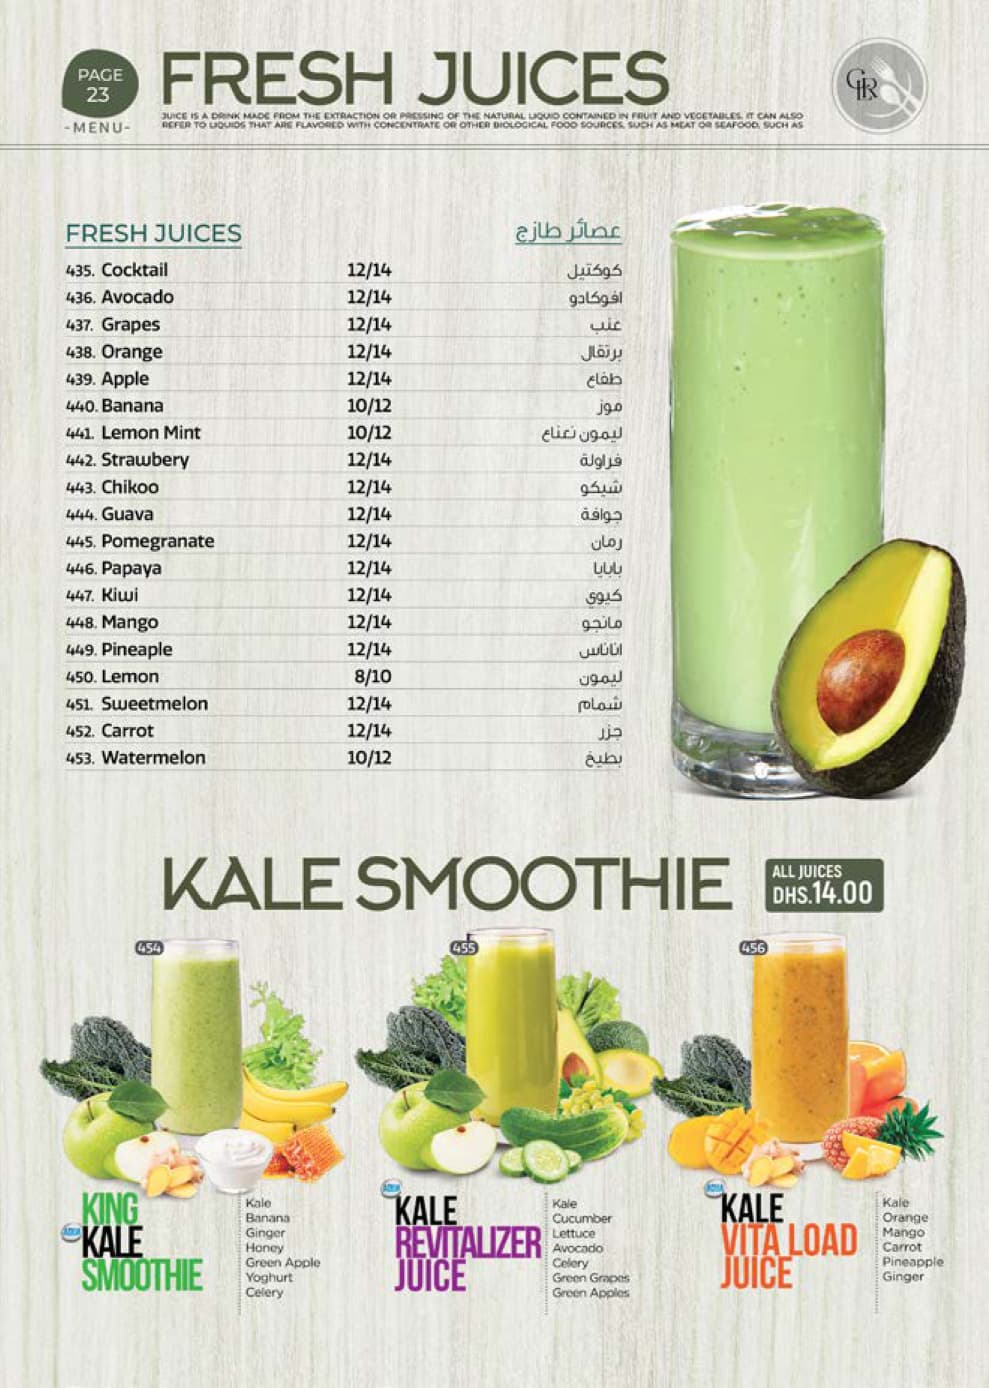 PAGE
23
-MENU-
FRESH JUICES
JUICE IS A DRINK MADE FROM THE EXTRACTION OR PRESSING OF THE NATURAL LIQUID CONTAINED IN FRUIT AND VEGETABLES. IT CAN ALSO
REFER TO LIQUIDS THAT ARE FLAVORED WITH CONCENTRATE OR OTHER BIOLOGICAL FOOD SOURCES, SUCH AS MEAT OR SEAFOOD, SUCH AS
GR
FRESH JUICES عصائر طازج
435. Cocktail 12/14 كوكتيل
436. Avocado 12/14 افوكادو
437. Grapes 12/14 عنب
438. Orange 12/14 برتقال
439. Apple 12/14 طفاع
440. Banana 10/12 موز
441. Lemon Mint 10/12 ليمون نعناع
442. Strawbery 12/14 فراولة
443. Chikoo 12/14 شيكو
444. Guava 12/14 جوافة
445. Pomegranate 12/14 رمان
446. Papaya 12/14 بابايا
447. Kiwi 12/14 كيوي
448. Mango 12/14 مانجو
449. Pineaple 12/14 اناناس
450. Lemon 8/10 ليمون
451. Sweetmelon 12/14 شمام
452. Carrot 12/14 جزر
453. Watermelon 10/12 بطيخ
KALE SMOOTHIE
ALL JUICES
DHS.14.00
454
455
456
KING
KALE
SMOOTHIE
Kale
Banana
Ginger
Honey
Green Apple
Yoghurt
Celery
KALE
REVITALIZER
JUICE
Kale
Cucumber
Lettuce
Avocado
Celery
Green Grapes
Green Apples
KALE
VITA LOAD
JUICE
Kale
Orange
Mango
Carrot
Pineapple
Ginger